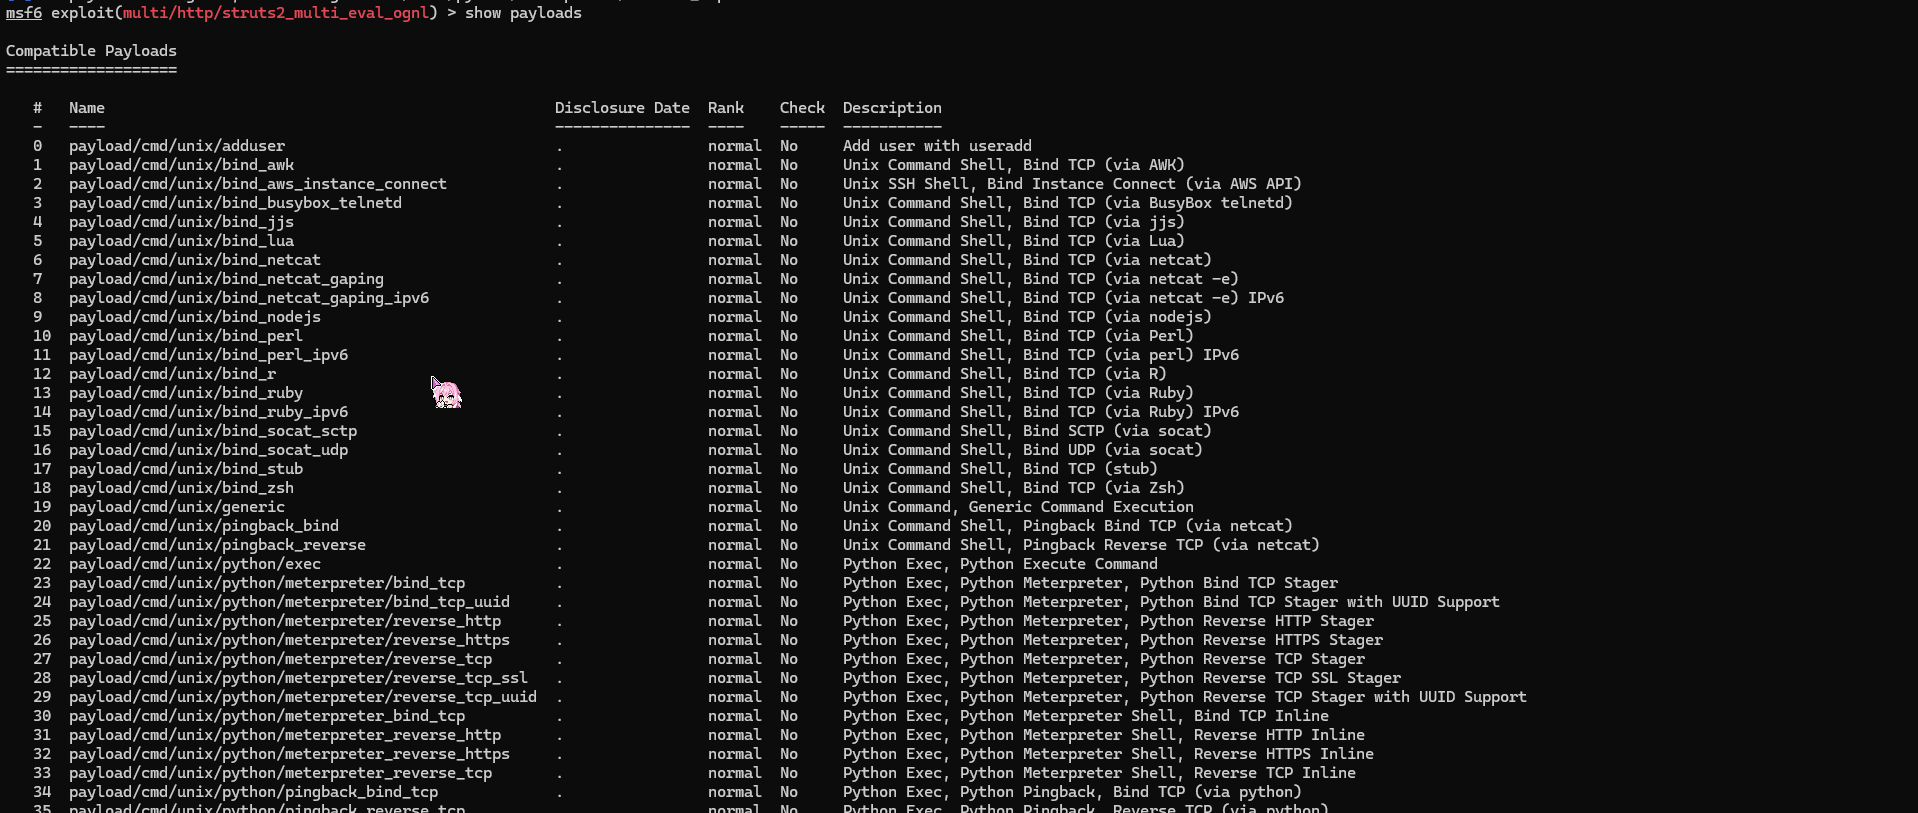 msf6 exploit(multi/http/struts2_multi_eval_ognl) > show payloads
Compatible Payloads
===================
# Name Disclosure Date Rank Check Description
- ---- --------------- ---- ----- -----------
0 payload/cmd/unix/adduser . normal No Add user with useradd
1 payload/cmd/unix/bind_awk . normal No Unix Command Shell, Bind TCP (via AWK)
2 payload/cmd/unix/bind_aws_instance_connect . normal No Unix SSH Shell, Bind Instance Connect (via AWS API)
3 payload/cmd/unix/bind_busybox_telnetd . normal No Unix Command Shell, Bind TCP (via BusyBox telnetd)
4 payload/cmd/unix/bind_jjs . normal No Unix Command Shell, Bind TCP (via jjs)
5 payload/cmd/unix/bind_lua . normal No Unix Command Shell, Bind TCP (via Lua)
6 payload/cmd/unix/bind_netcat . normal No Unix Command Shell, Bind TCP (via netcat)
7 payload/cmd/unix/bind_netcat_gaping . normal No Unix Command Shell, Bind TCP (via netcat -e)
8 payload/cmd/unix/bind_netcat_gaping_ipv6 . normal No Unix Command Shell, Bind TCP (via netcat -e) IPv6
9 payload/cmd/unix/bind_nodejs . normal No Unix Command Shell, Bind TCP (via nodejs)
10 payload/cmd/unix/bind_perl . normal No Unix Command Shell, Bind TCP (via Perl)
11 payload/cmd/unix/bind_perl_ipv6 . normal No Unix Command Shell, Bind TCP (via perl) IPv6
12 payload/cmd/unix/bind_r . normal No Unix Command Shell, Bind TCP (via R)
13 payload/cmd/unix/bind_ruby . normal No Unix Command Shell, Bind TCP (via Ruby)
14 payload/cmd/unix/bind_ruby_ipv6 . normal No Unix Command Shell, Bind TCP (via Ruby) IPv6
15 payload/cmd/unix/bind_socat_sctp . normal No Unix Command Shell, Bind SCTP (via socat)
16 payload/cmd/unix/bind_socat_udp . normal No Unix Command Shell, Bind UDP (via socat)
17 payload/cmd/unix/bind_stub . normal No Unix Command Shell, Bind TCP (stub)
18 payload/cmd/unix/bind_zsh . normal No Unix Command Shell, Bind TCP (via Zsh)
19 payload/cmd/unix/generic . normal No Unix Command, Generic Command Execution
20 payload/cmd/unix/pingback_bind . normal No Unix Command Shell, Pingback Bind TCP (via netcat)
21 payload/cmd/unix/pingback_reverse . normal No Unix Command Shell, Pingback Reverse TCP (via netcat)
22 payload/cmd/unix/python/exec . normal No Python Exec, Python Execute Command
23 payload/cmd/unix/python/meterpreter/bind_tcp . normal No Python Exec, Python Meterpreter, Python Bind TCP Stager
24 payload/cmd/unix/python/meterpreter/bind_tcp_uuid . normal No Python Exec, Python Meterpreter, Python Bind TCP Stager with UUID Support
25 payload/cmd/unix/python/meterpreter/reverse_http . normal No Python Exec, Python Meterpreter, Python Reverse HTTP Stager
26 payload/cmd/unix/python/meterpreter/reverse_https . normal No Python Exec, Python Meterpreter, Python Reverse HTTPS Stager
27 payload/cmd/unix/python/meterpreter/reverse_tcp . normal No Python Exec, Python Meterpreter, Python Reverse TCP Stager
28 payload/cmd/unix/python/meterpreter/reverse_tcp_ssl . normal No Python Exec, Python Meterpreter, Python Reverse TCP SSL Stager
29 payload/cmd/unix/python/meterpreter/reverse_tcp_uuid . normal No Python Exec, Python Meterpreter, Python Reverse TCP Stager with UUID Support
30 payload/cmd/unix/python/meterpreter_bind_tcp . normal No Python Exec, Python Meterpreter Shell, Bind TCP Inline
31 payload/cmd/unix/python/meterpreter_reverse_http . normal No Python Exec, Python Meterpreter Shell, Reverse HTTP Inline
32 payload/cmd/unix/python/meterpreter_reverse_https . normal No Python Exec, Python Meterpreter Shell, Reverse HTTPS Inline
33 payload/cmd/unix/python/meterpreter_reverse_tcp . normal No Python Exec, Python Meterpreter Shell, Reverse TCP Inline
34 payload/cmd/unix/python/pingback_bind_tcp . normal No Python Exec, Python Pingback, Bind TCP (via python)
35 payload/cmd/unix/python/pingback_reverse_tcp normal No Python Exec, Python Pingback, Reverse TCP (via python)